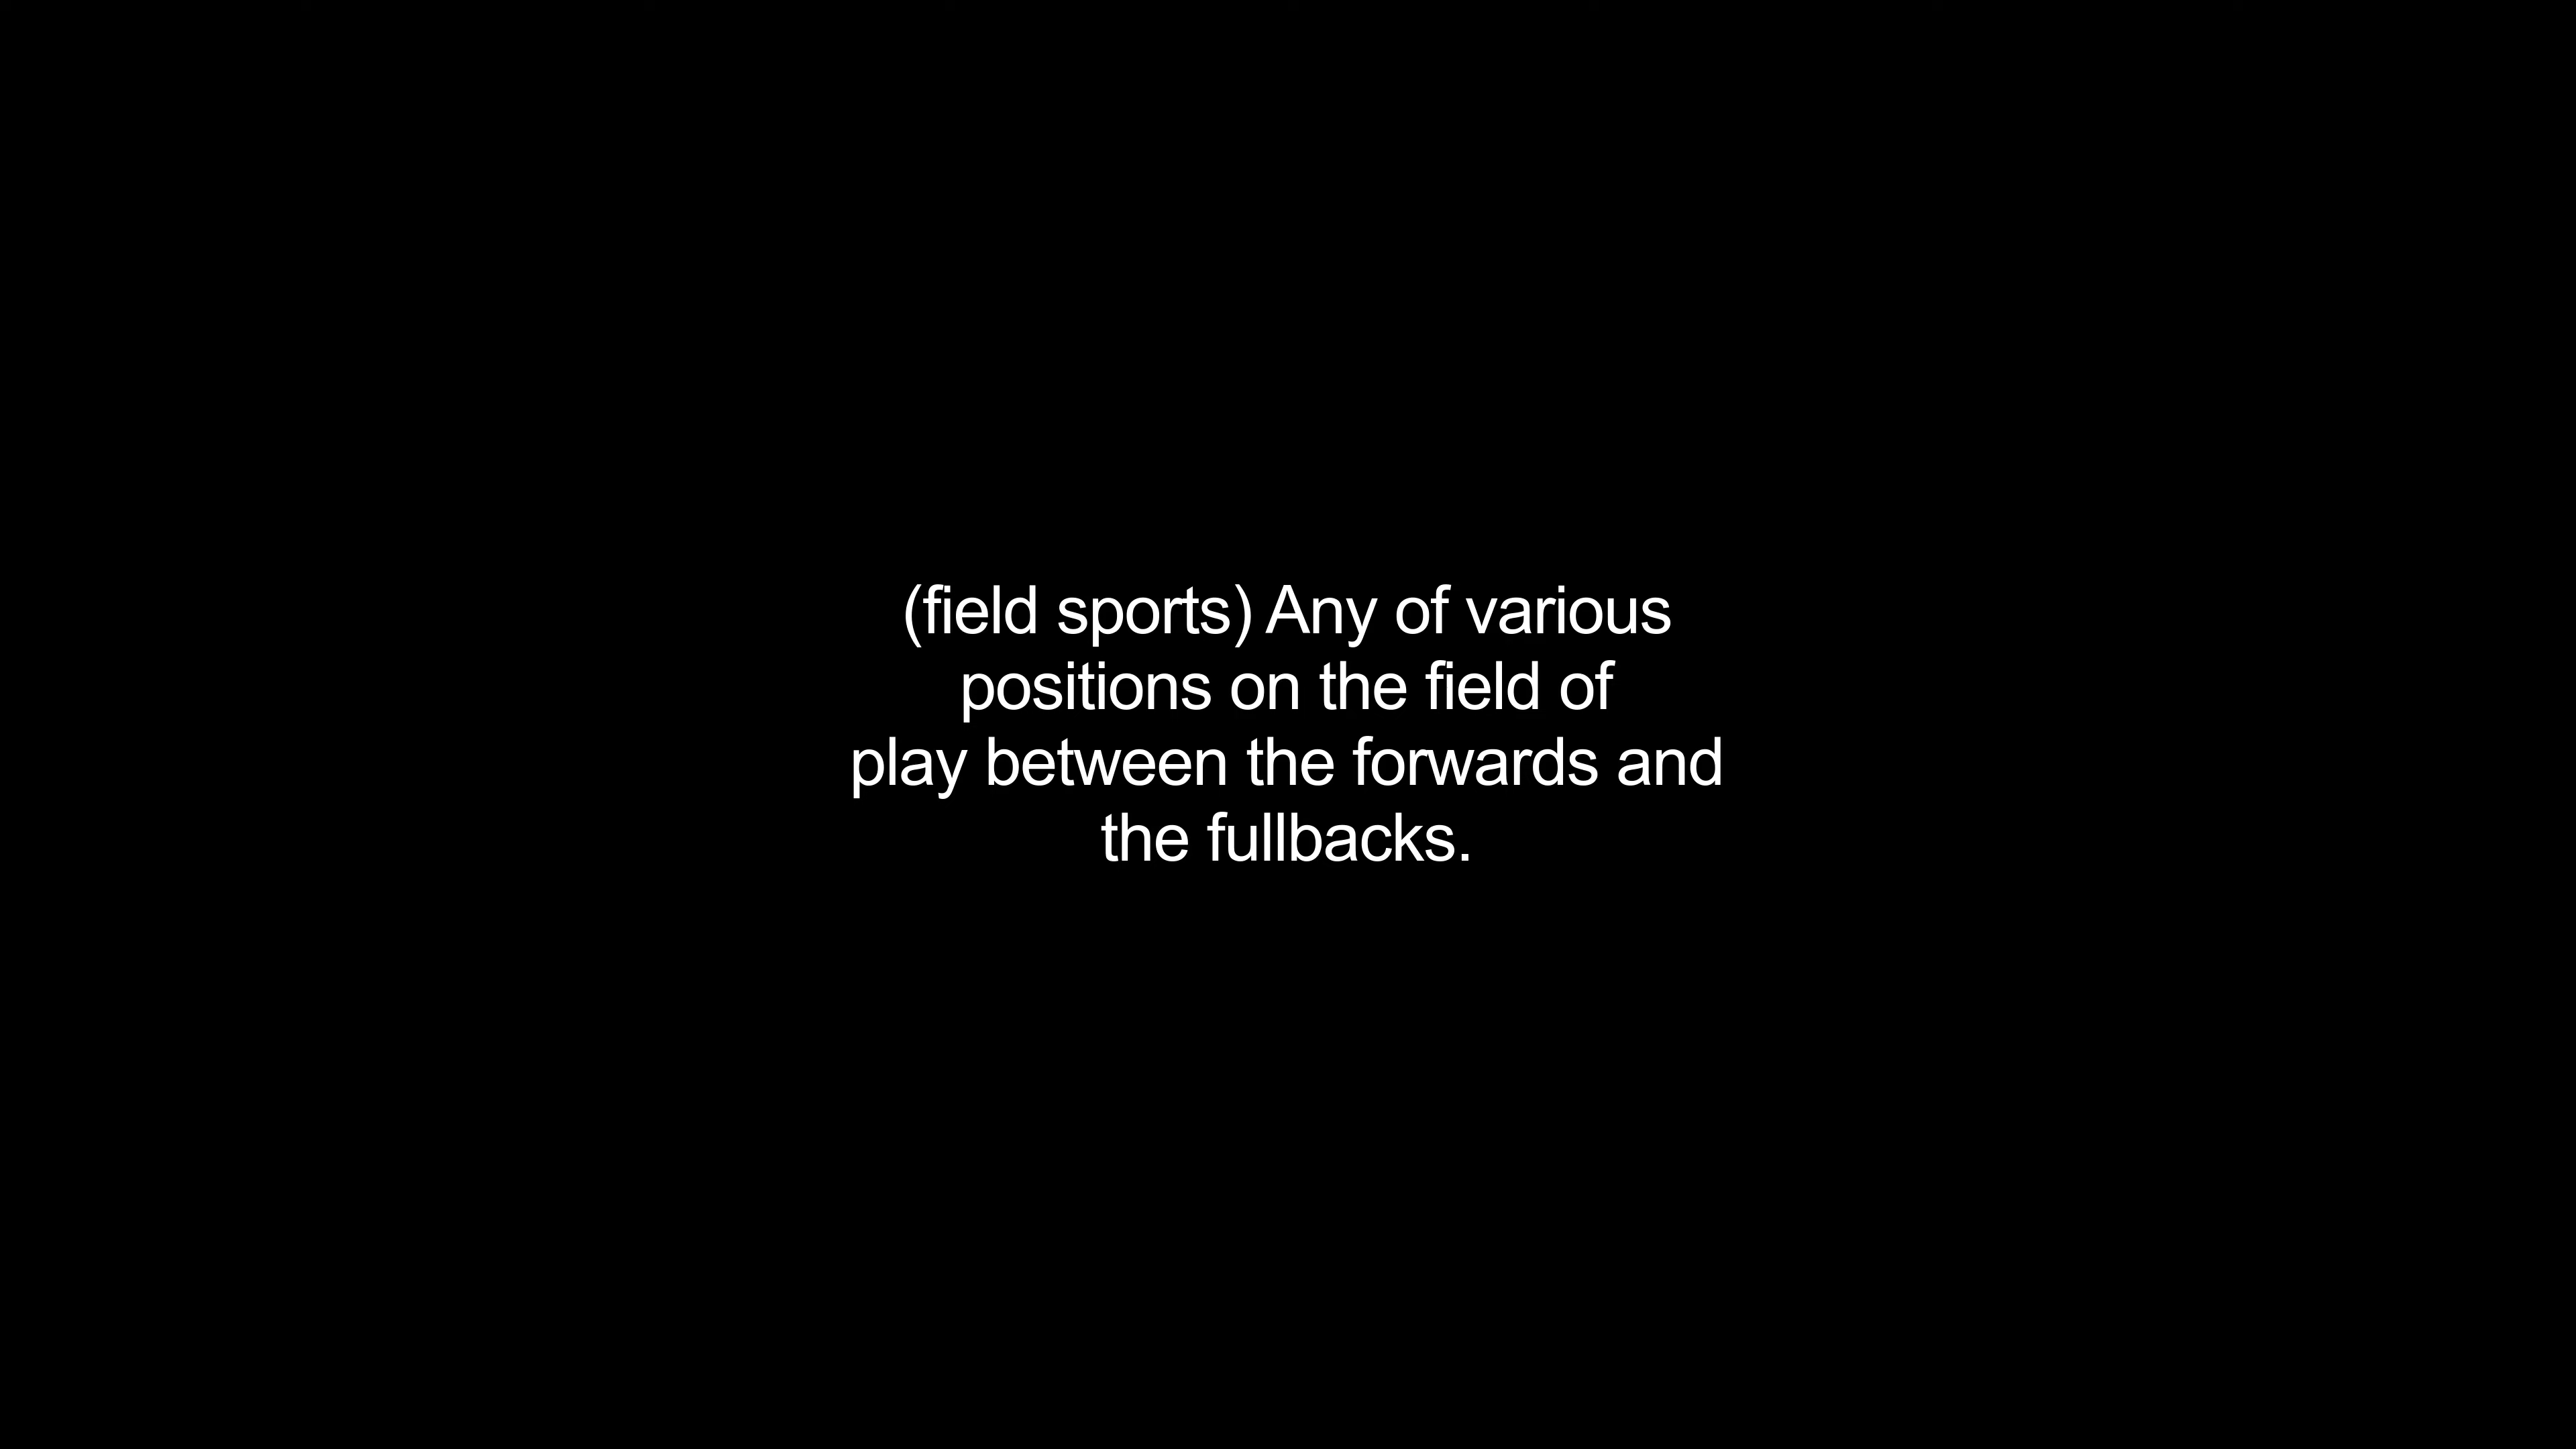 (field sports) Any of various
positions on the field of
play between the forwards and
the fullbacks.